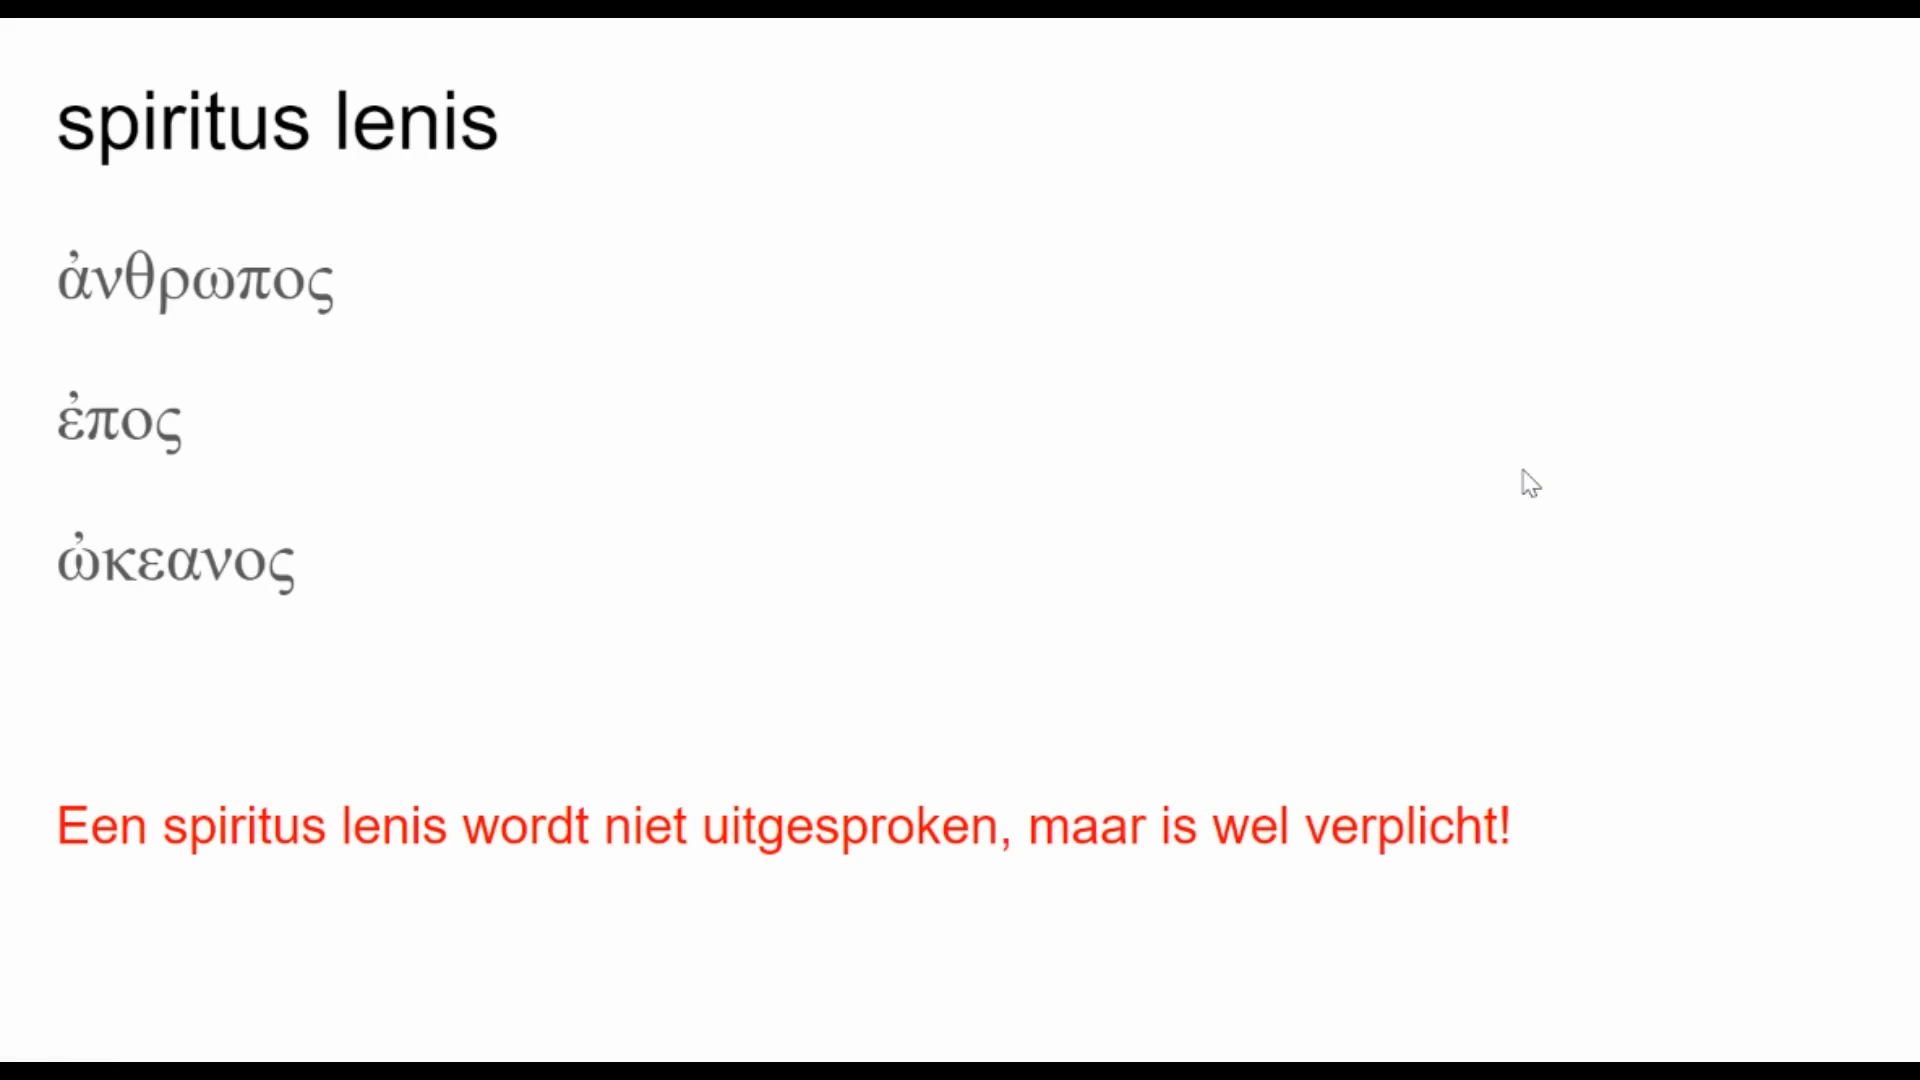 spiritus lenis
ἀνθρωπος
ἐπος
ὠκεανος
Een spiritus lenis wordt niet uitgesproken, maar is wel verplicht!